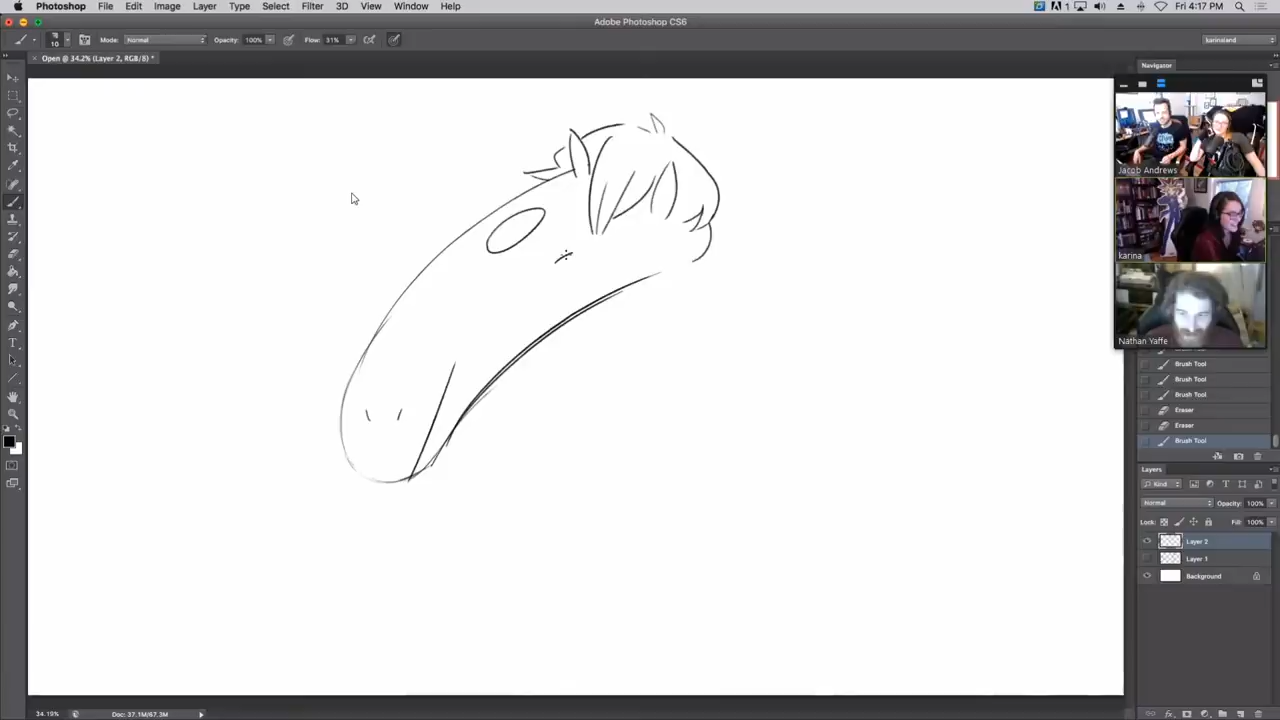 Photoshop File Edit Image Layer Type Select Filter 3D View Window Help
1 Fri 4:17 PM
Adobe Photoshop CS6
10 Mode: Normal Opacity: 100% Flow: 31% karinsland
Open @ 34.2% (Layer 2, RGB/8) *
Navigator
Jacob Andrews
karina
Nathan Yaffe
Brush Tool
Brush Tool
Brush Tool
Eraser
Eraser
Brush Tool
Layers
Kind
Normal Opacity: 100%
Lock: Fill: 100%
Layer 2
Layer 1
Background
34.19% Doc: 37.1M/67.3M